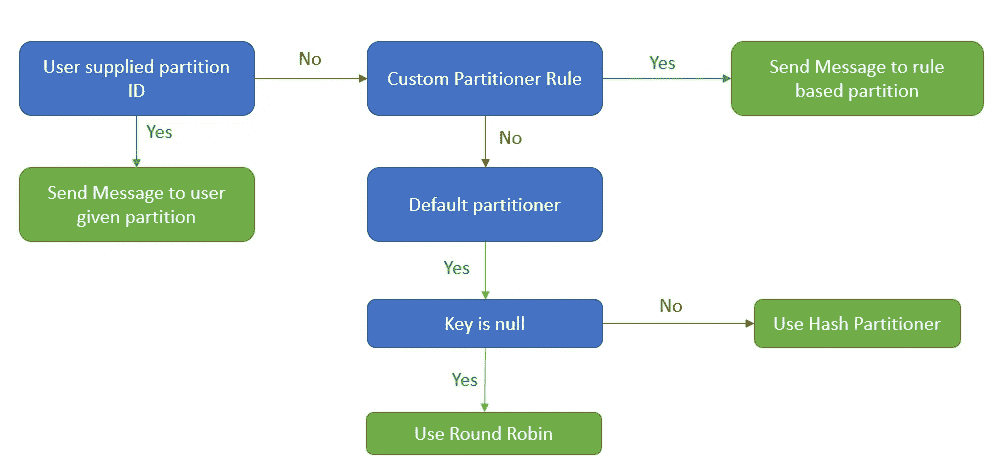 User supplied partition
ID
No
Custom Partitioner Rule
Yes
Send Message to rule
based partition
Yes
No
Send Message to user
given partition
Default partitioner
Yes
Key is null
No
Use Hash Partitioner
Yes
Use Round Robin